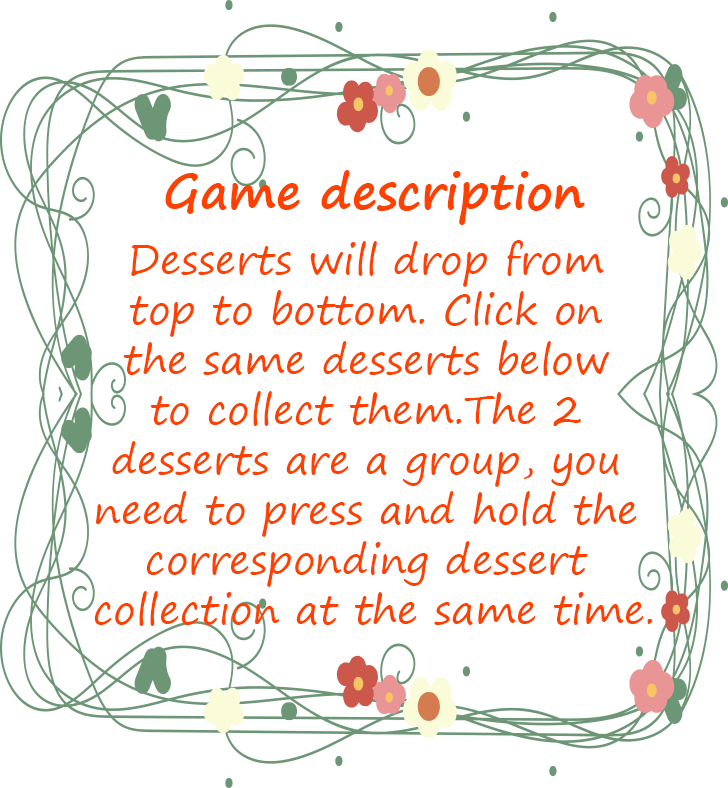 Game description
Desserts will drop from
top to bottom. Click on
the same desserts below
to collect them.The 2
desserts are a group, you
need to press and hold the
corresponding dessert
collection at the same time.